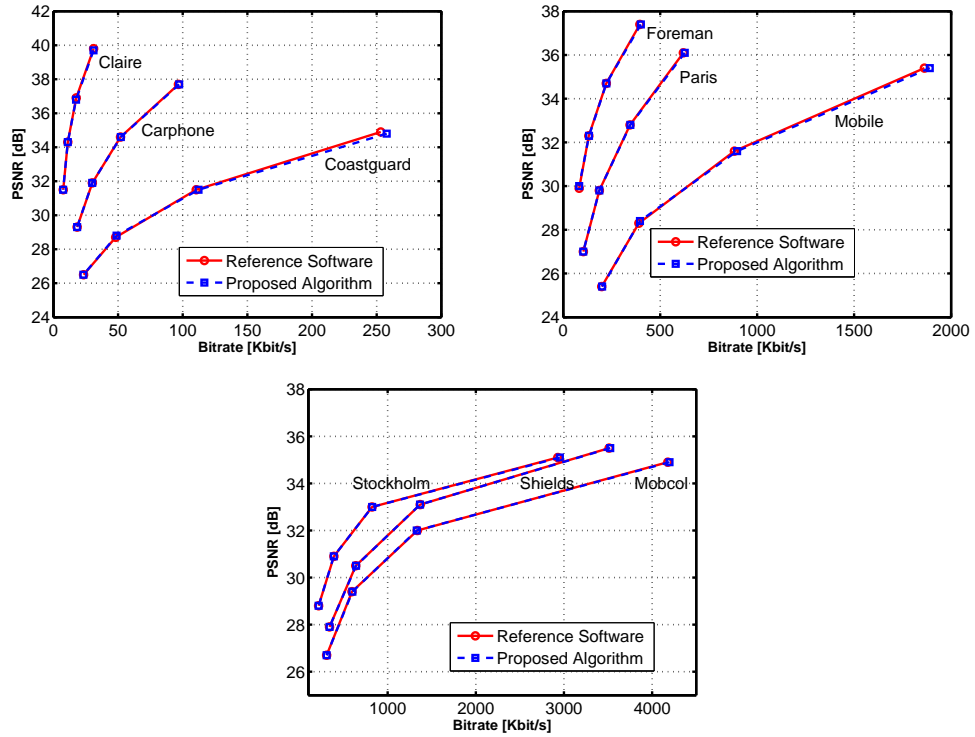 42
40
38
36
34
32
30
28
26
24
PSNR [dB]
Claire
Carphone
Coastguard
Reference Software
Proposed Algorithm
0 50 100 150 200 250 300
Bitrate [Kbit/s]
38
36
34
32
30
28
26
24
PSNR [dB]
Foreman
Paris
Mobile
Reference Software
Proposed Algorithm
0 500 1000 1500 2000
Bitrate [Kbit/s]
38
36
34
32
30
28
26
PSNR [dB]
Stockholm Shields Mobcol
Reference Software
Proposed Algorithm
1000 2000 3000 4000
Bitrate [Kbit/s]